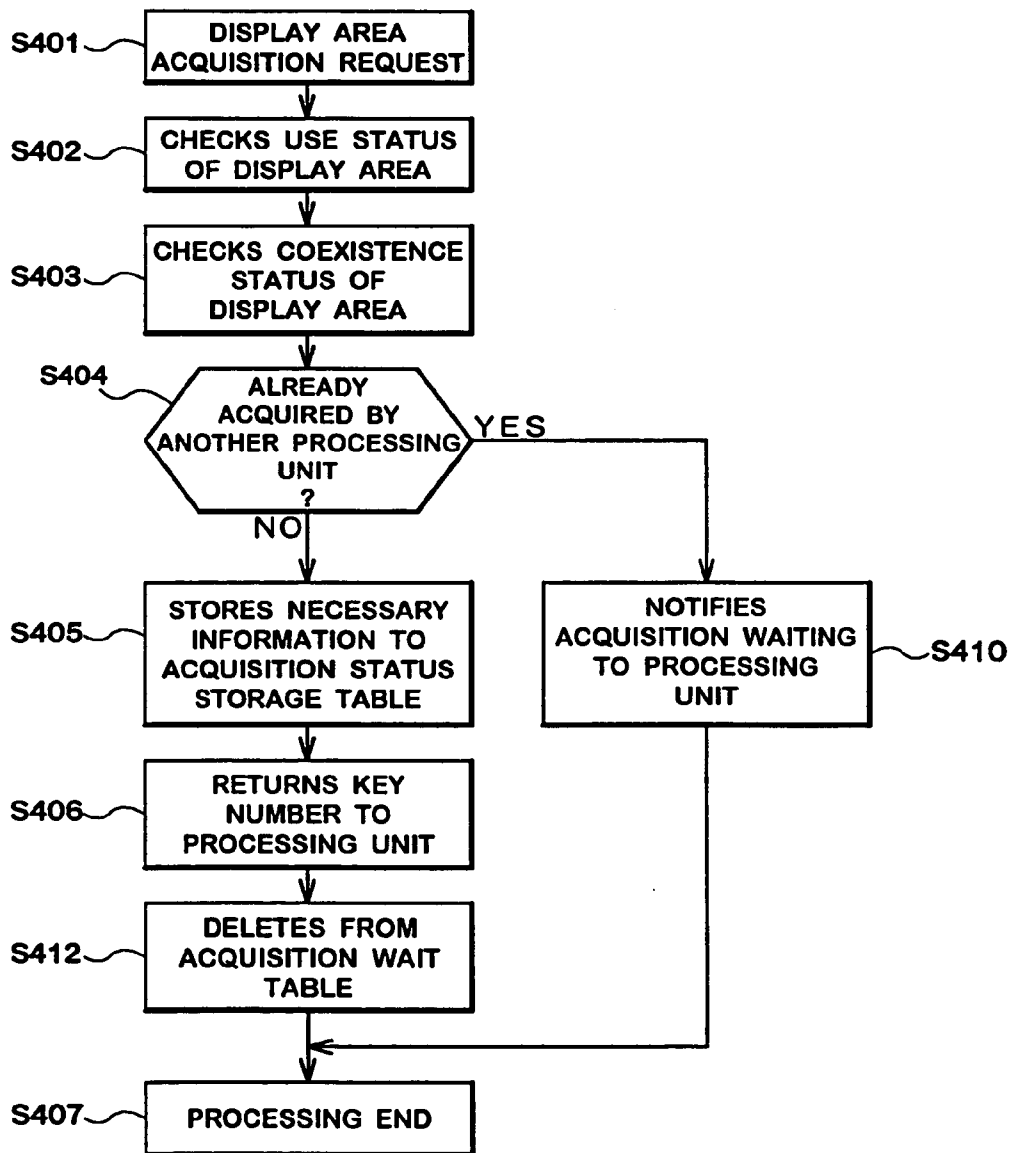 S401
DISPLAY AREA
ACQUISITION REQUEST
S402
CHECKS USE STATUS
OF DISPLAY AREA
S403
CHECKS COEXISTENCE
STATUS OF
DISPLAY AREA
S404
ALREADY
ACQUIRED BY
ANOTHER PROCESSING
UNIT
?
YES
NO
S405
STORES NECESSARY
INFORMATION TO
ACQUISITION STATUS
STORAGE TABLE
NOTIFIES
ACQUISITION WAITING
TO PROCESSING
UNIT
S410
S406
RETURNS KEY
NUMBER TO
PROCESSING UNIT
S412
DELETES FROM
ACQUISITION WAIT
TABLE
S407
PROCESSING END